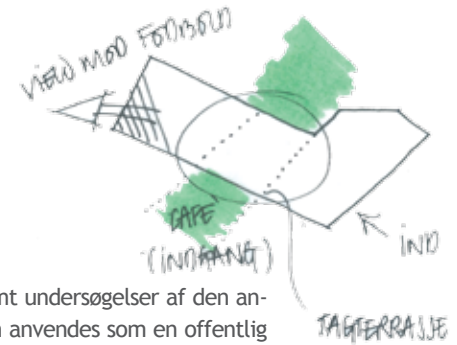 VIEW MOD FODBOLD
CAFE
(INDGANG)
IND
TAGTERRASSE
nt undersøgelser af den an-
n anvendes som en offentlig